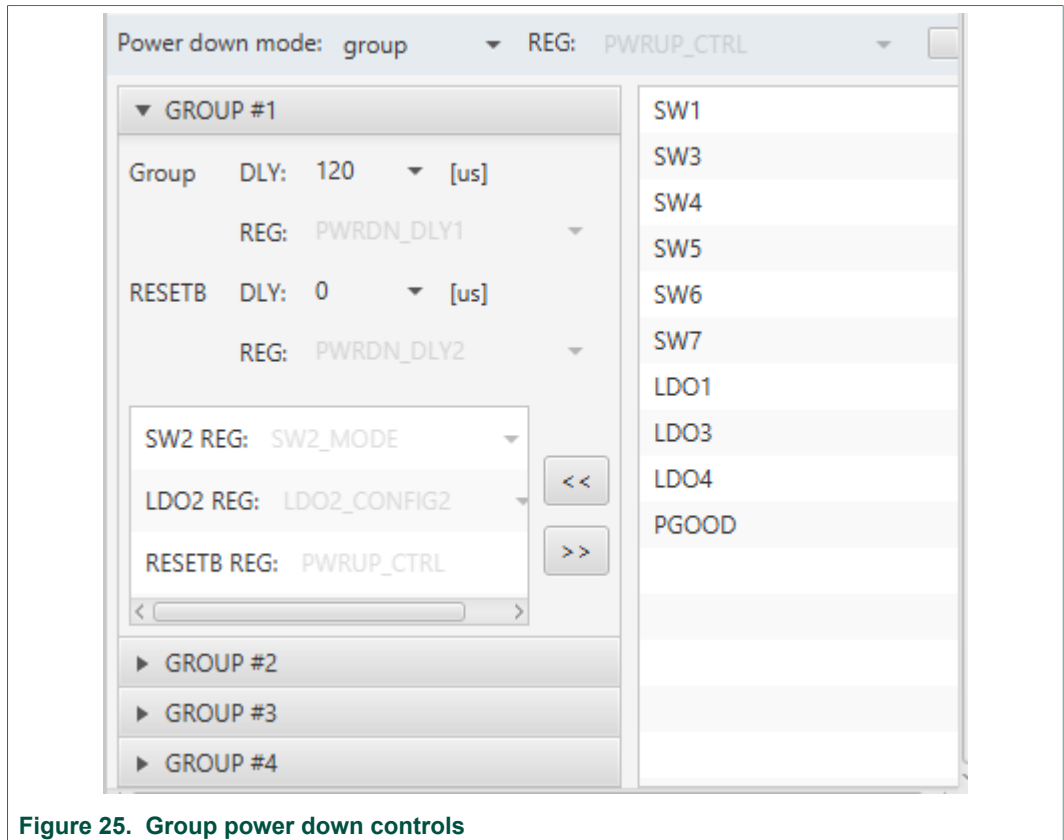 Power down mode: group REG: PWRUP_CTRL
GROUP #1
Group DLY: 120 [us]
REG: PWRDN_DLY1
RESETB DLY: 0 [us]
REG: PWRDN_DLY2
SW2 REG: SW2_MODE
LDO2 REG: LDO2_CONFIG2
RESETB REG: PWRUP_CTRL
<<
>>
GROUP #2
GROUP #3
GROUP #4
SW1
SW3
SW4
SW5
SW6
SW7
LDO1
LDO3
LDO4
PGOOD
Figure 25. Group power down controls